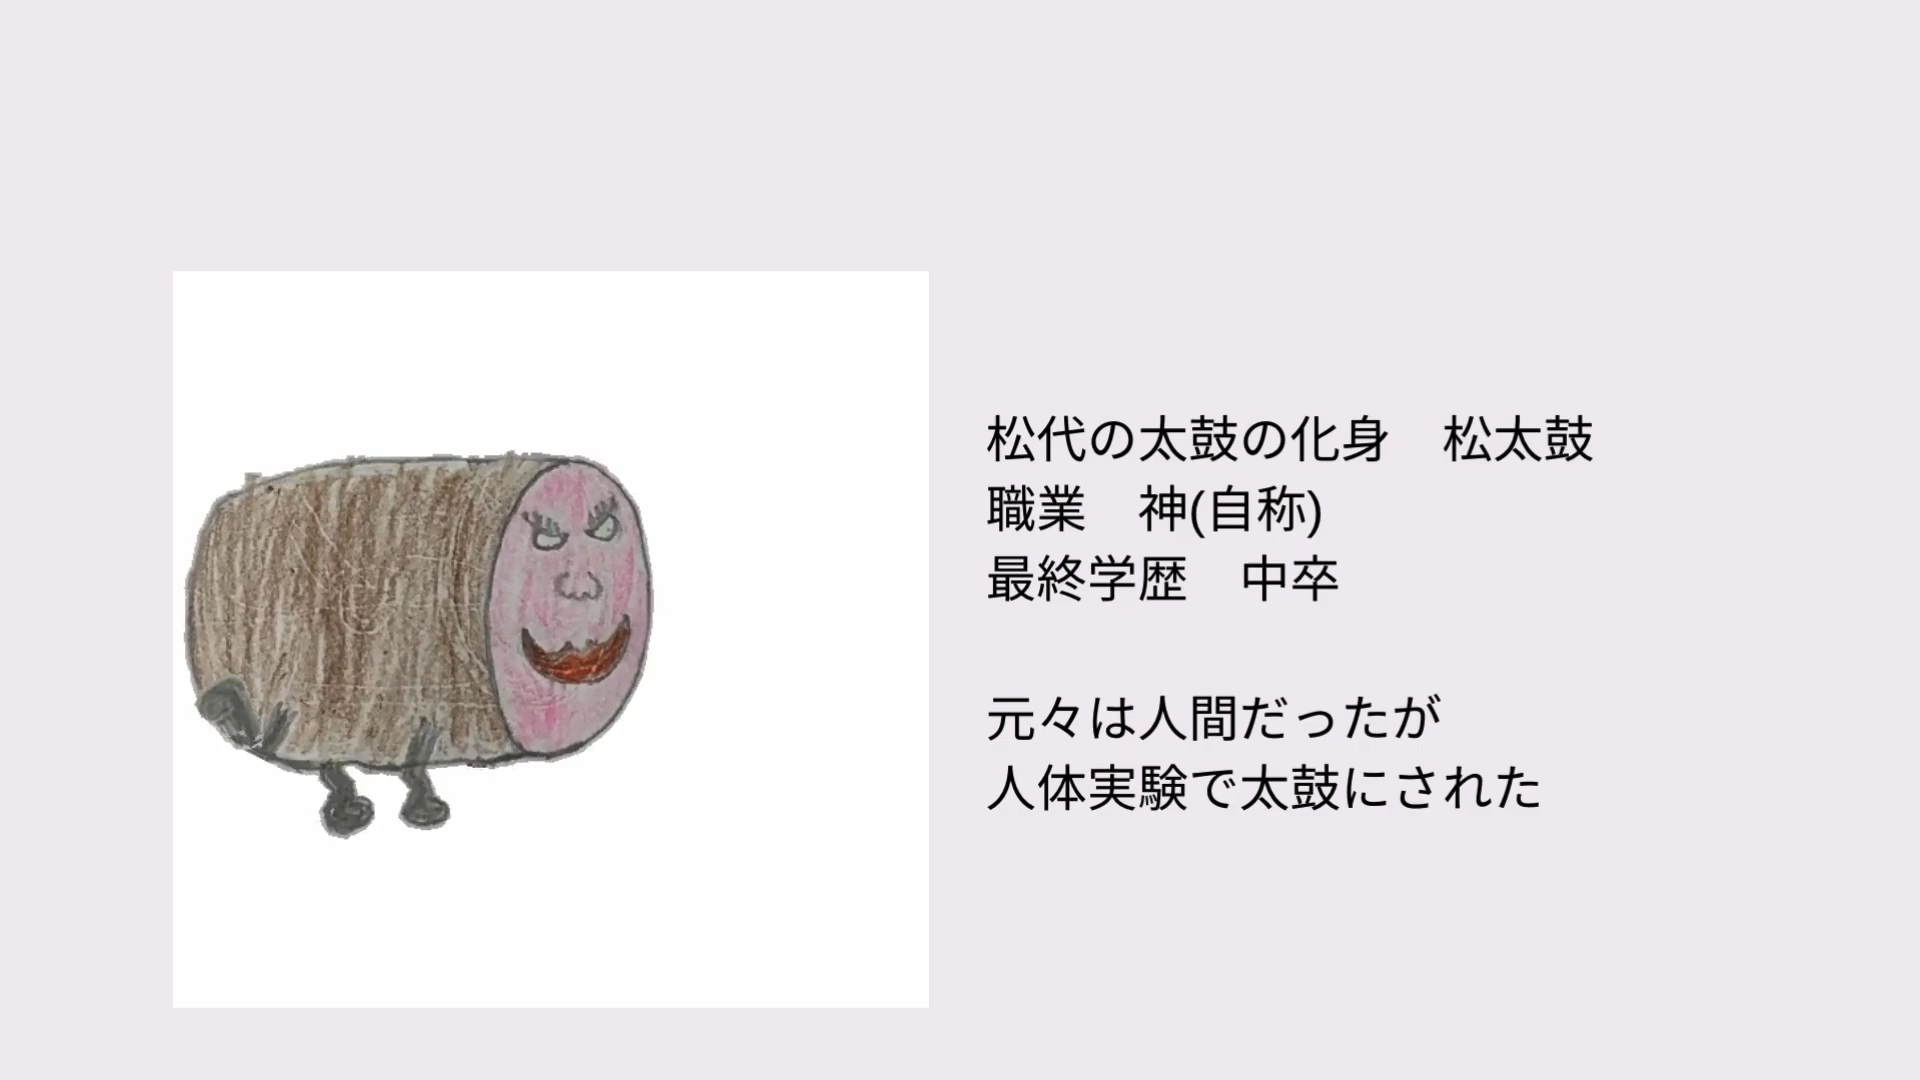 松代の太鼓の化身　松太鼓
職業　神(自称)
最終学歴　中卒
元々は人間だったが
人体実験で太鼓にされた